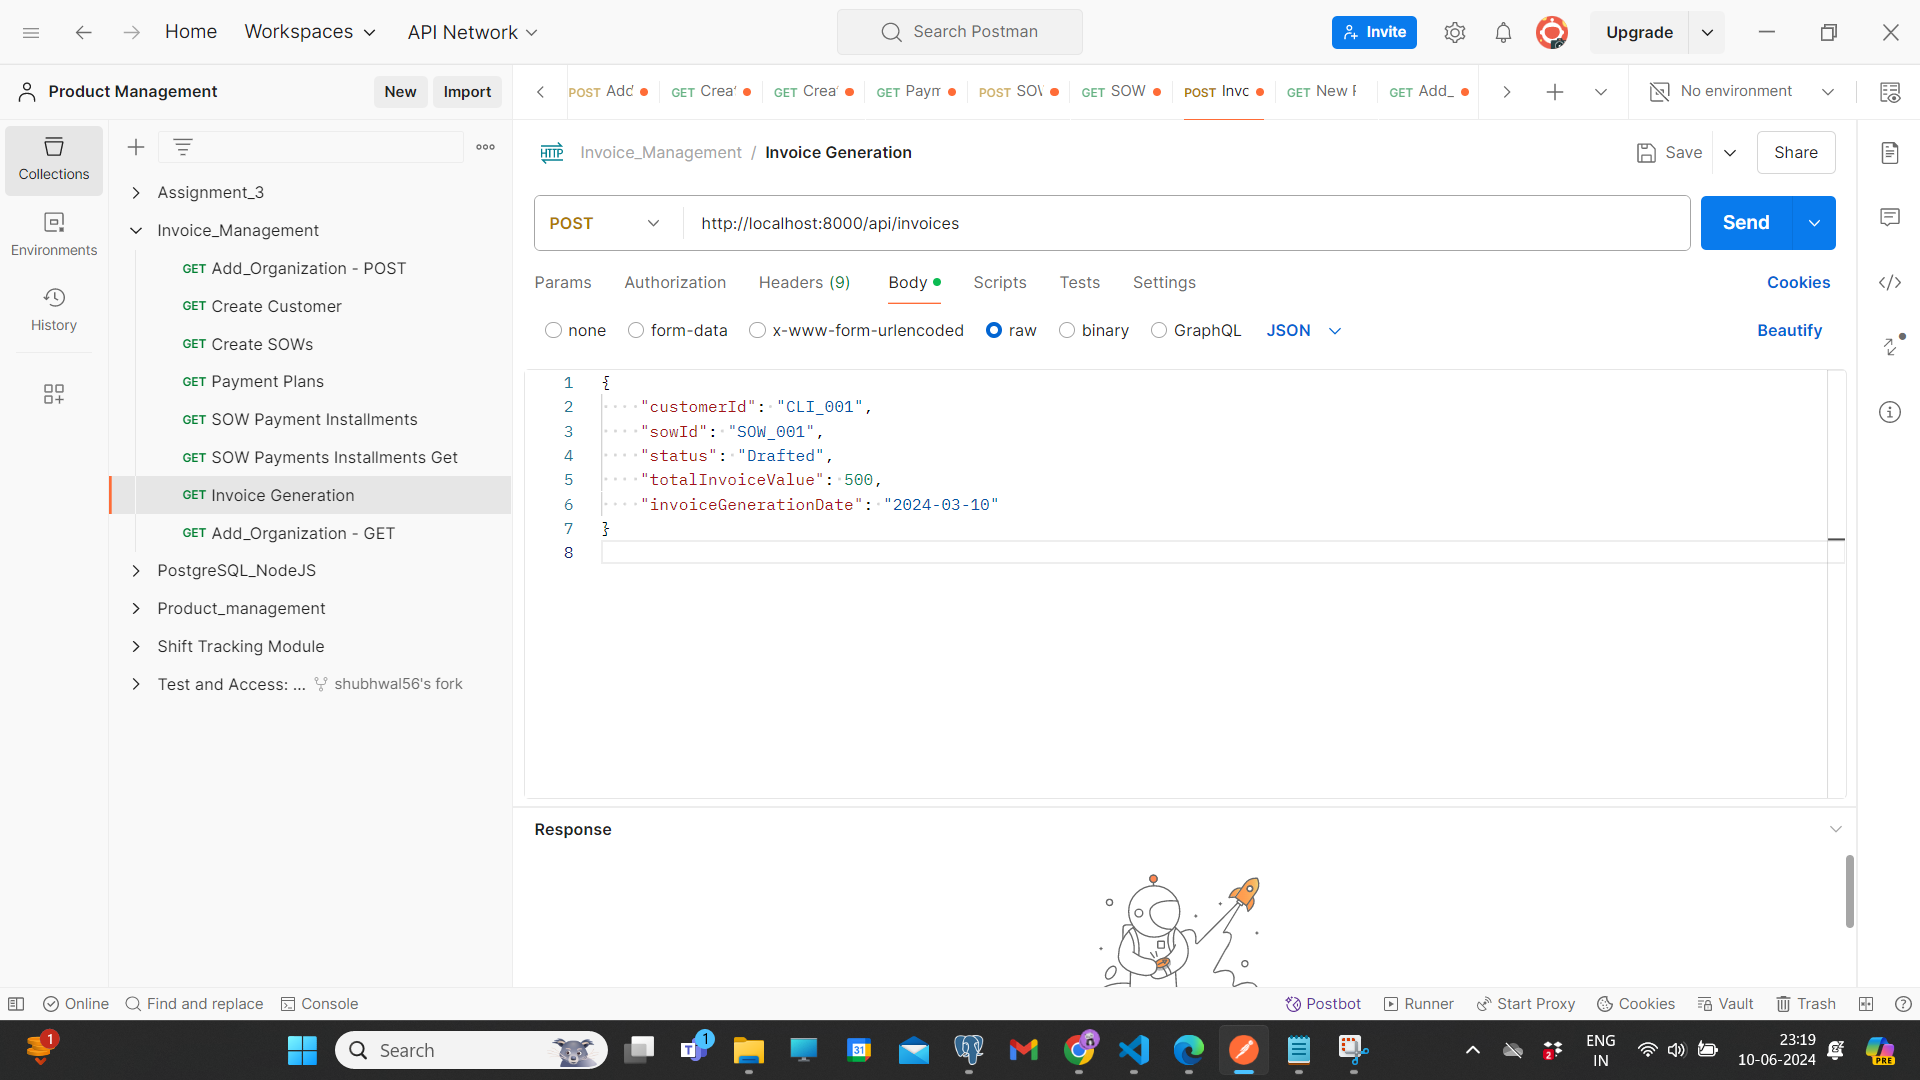 Home Workspaces API Network Search Postman Invite Upgrade
Product Management New Import
POST Add GET Crea GET Crea GET Paym POST SOV GET SOW POST Invc GET New F GET Add_ No environment
Collections
Environments
History
Assignment_3
Invoice_Management
GET Add_Organization - POST
GET Create Customer
GET Create SOWs
GET Payment Plans
GET SOW Payment Installments
GET SOW Payments Installments Get
GET Invoice Generation
GET Add_Organization - GET
PostgreSQL_NodeJS
Product_management
Shift Tracking Module
Test and Access: ... shubhwal56's fork
HTTP Invoice_Management / Invoice Generation Save Share
POST http://localhost:8000/api/invoices Send
Params Authorization Headers (9) Body Scripts Tests Settings Cookies
none form-data x-www-form-urlencoded raw binary GraphQL JSON Beautify
1 {
2 "customerId": "CLI_001",
3 "sowId": "SOW_001",
4 "status": "Drafted",
5 "totalInvoiceValue": 500,
6 "invoiceGenerationDate": "2024-03-10"
7 }
8
Response
Online Find and replace Console Postbot Runner Start Proxy Cookies Vault Trash
1 Search 1 31 2 ENG
IN
23:19
10-06-2024
PRE